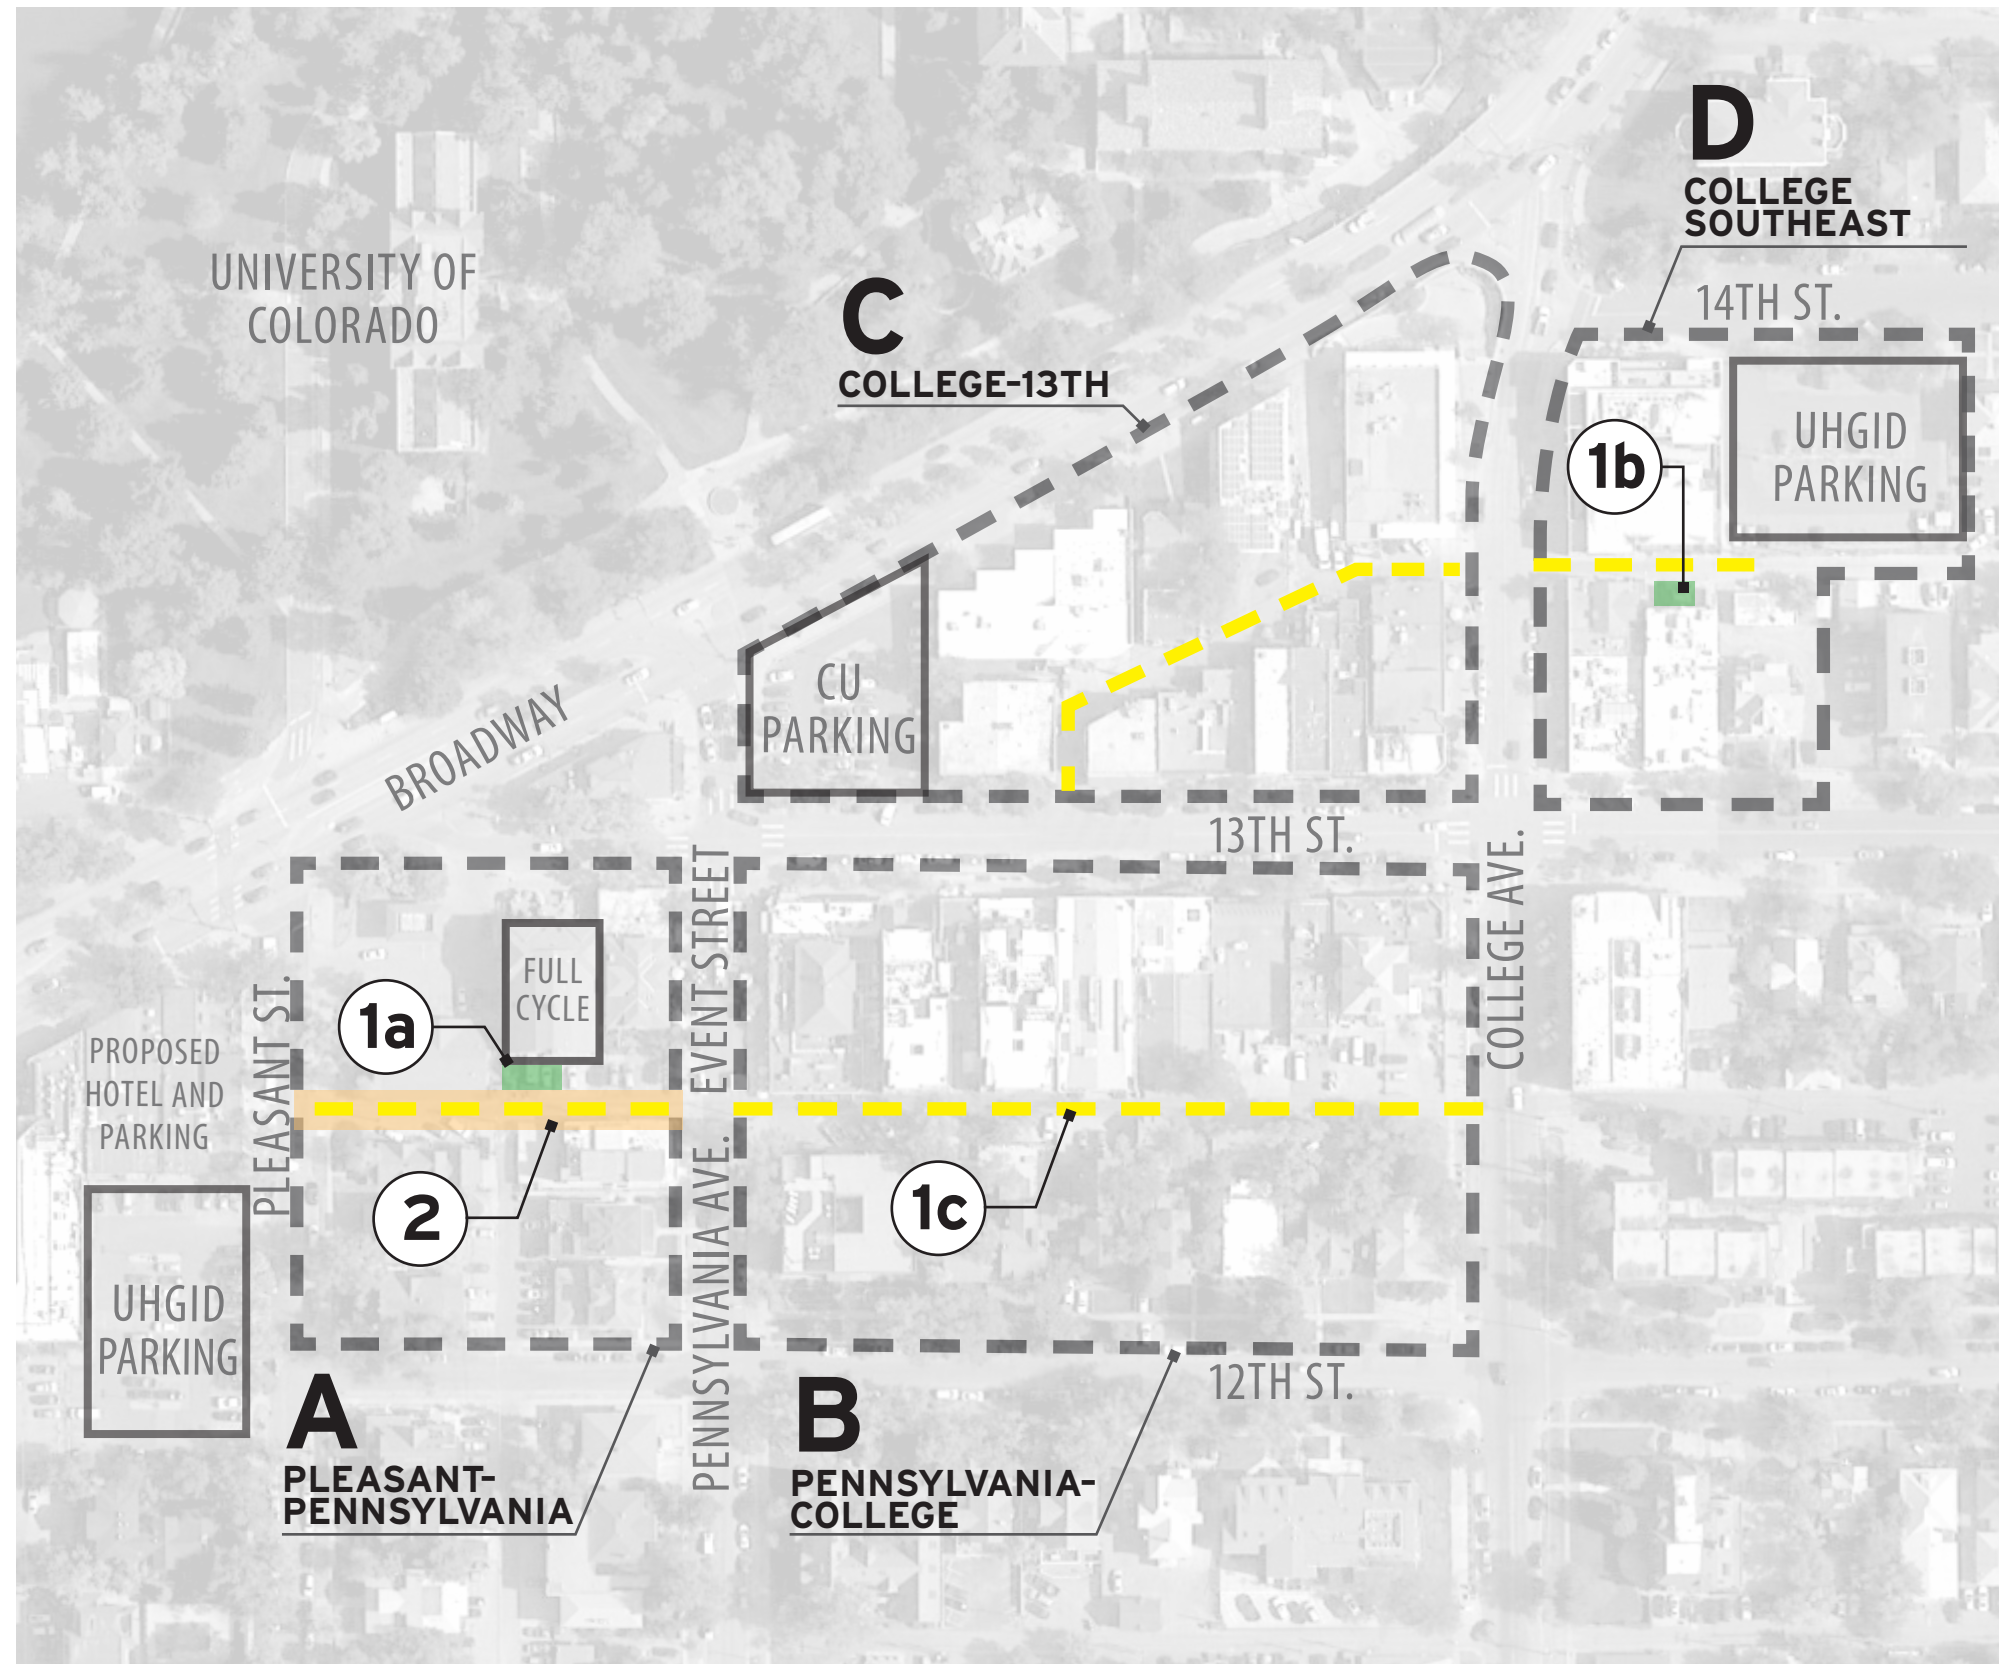 D
COLLEGE
SOUTHEAST
14TH ST.
UNIVERSITY OF
COLORADO
C
COLLEGE-13TH
UHGID
PARKING
1b
CU
PARKING
BROADWAY
13TH ST.
COLLEGE AVE.
EVENT STREET
FULL
CYCLE
1a
PLEASANT ST.
PROPOSED
HOTEL AND
PARKING
2
1c
PENNSYLVANIA AVE.
UHGID
PARKING
12TH ST.
A
PLEASANT-
PENNSYLVANIA
B
PENNSYLVANIA-
COLLEGE